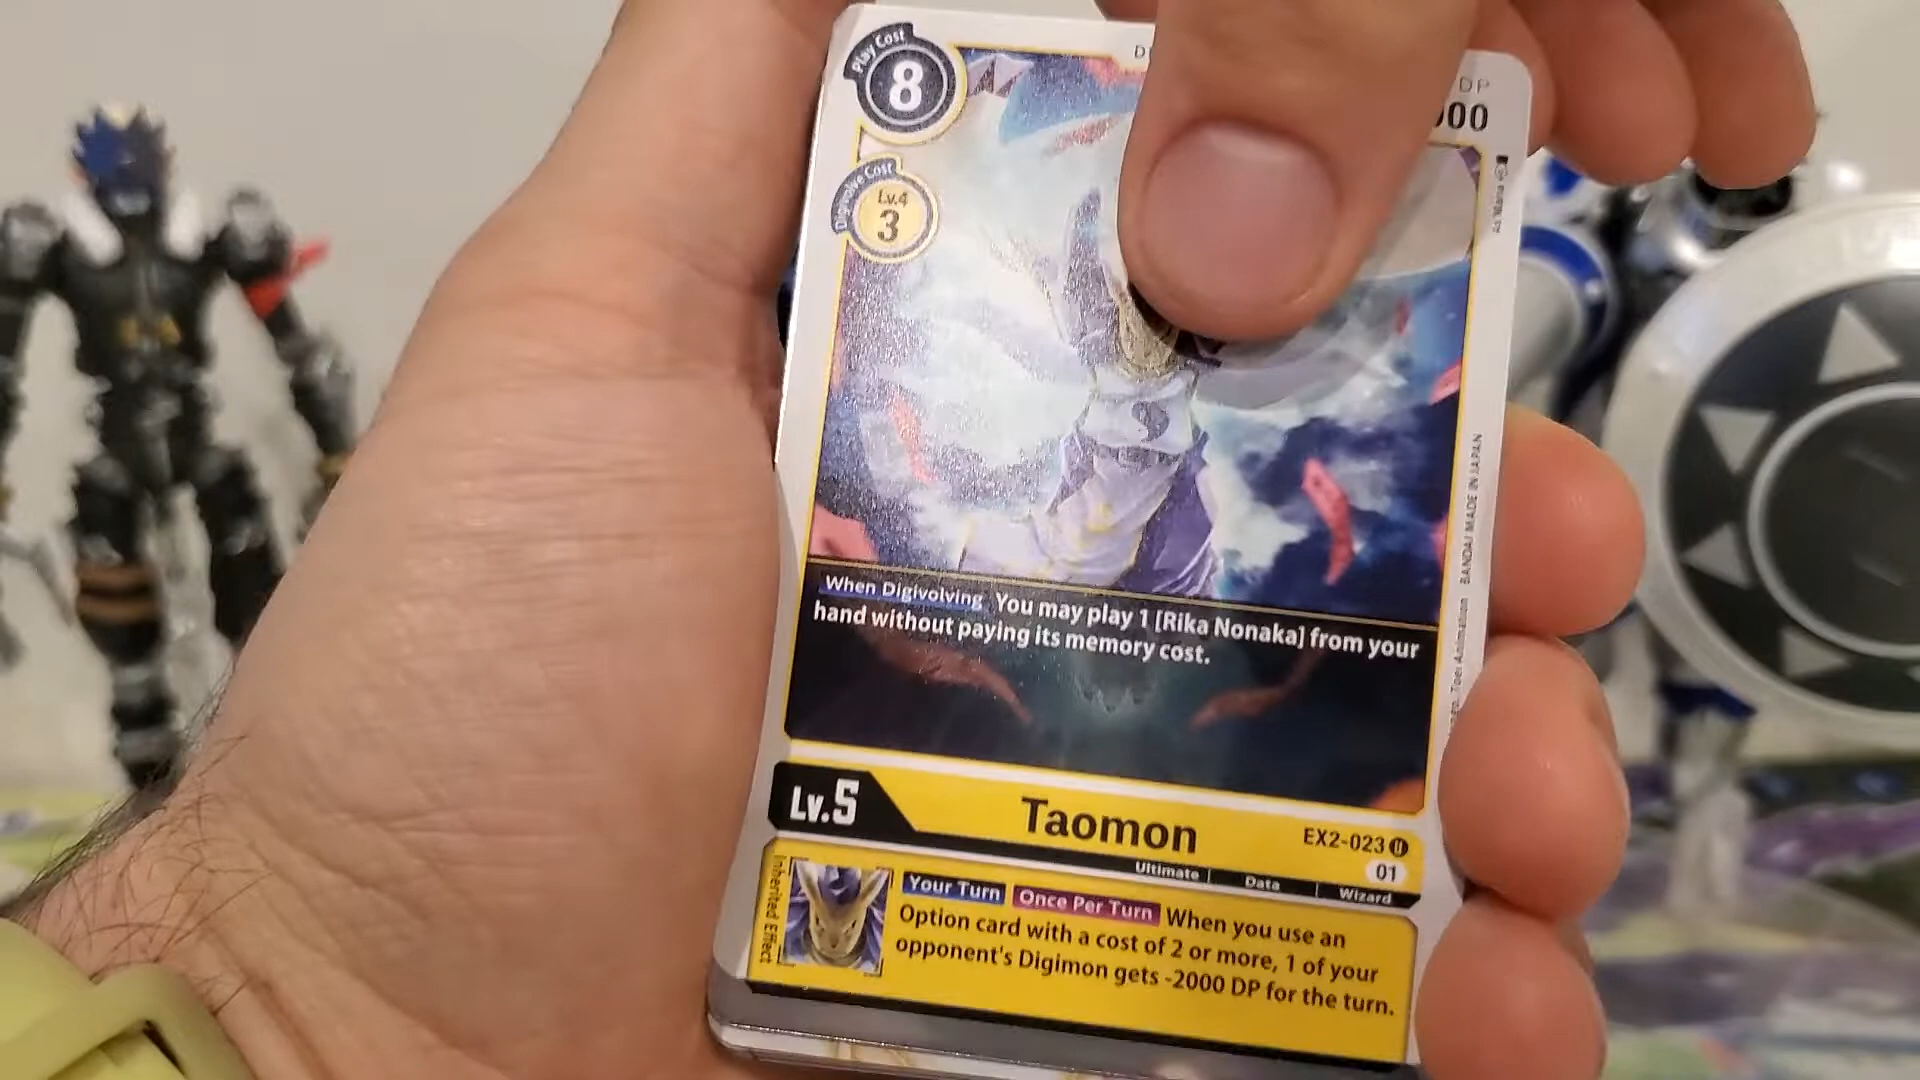 Play Cost
8
DP
000
Digivolve Cost
Lv.4
3
BANDAI MADE IN JAPAN
When Digivolving You may play 1 [Rika Nonaka] from your
hand without paying its memory cost.
Lv.5
Taomon
EX2-023 U
01
Ultimate Data Wizard
Inherited Effect
Your Turn Once Per Turn When you use an
Option card with a cost of 2 or more, 1 of your
opponent's Digimon gets -2000 DP for the turn.